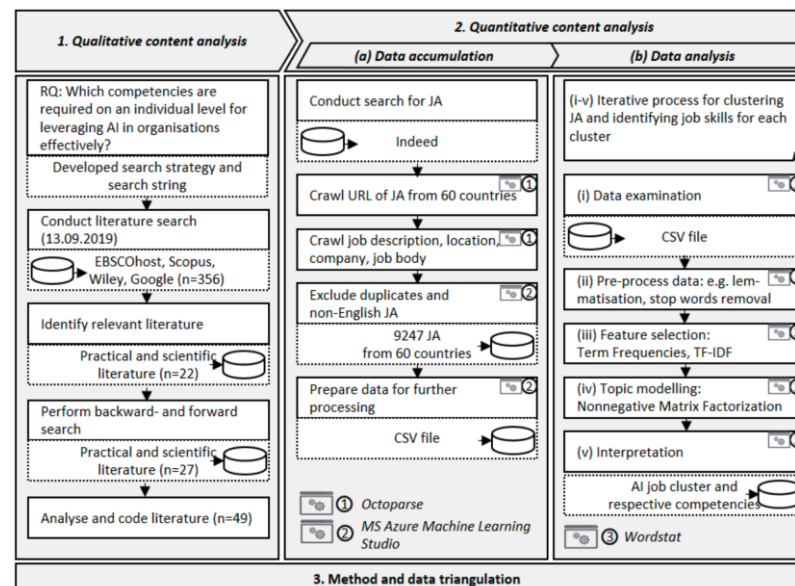 1. Qualitative content analysis
2. Quantitative content analysis
(a) Data accumulation
(b) Data analysis
RQ: Which competencies are
required on an individual level for
leveraging AI in organisations
effectively?
Developed search strategy and
search string
Conduct literature search
(13.09.2019)
EBSCOhost, Scopus,
Wiley, Google (n=356)
Identify relevant literature
Practical and scientific
literature (n=22)
Perform backward- and forward
search
Practical and scientific
literature (n=27)
Analyse and code literature (n=49)
Conduct search for JA
Indeed
Crawl URL of JA from 60 countries
1
Crawl job description, location,
company, job body
1
Exclude duplicates and
non-English JA
2
9247 JA
from 60 countries
Prepare data for further
processing
2
CSV file
1 Octoparse
2 MS Azure Machine Learning
Studio
(i-v) Iterative process for clustering
JA and identifying job skills for each
cluster
(i) Data examination
CSV file
(ii) Pre-process data: e.g. lem-
matisation, stop words removal
(iii) Feature selection:
Term Frequencies, TF-IDF
(iv) Topic modelling:
Nonnegative Matrix Factorization
(v) Interpretation
AI job cluster and
respective competencies
3 Wordstat
3. Method and data triangulation